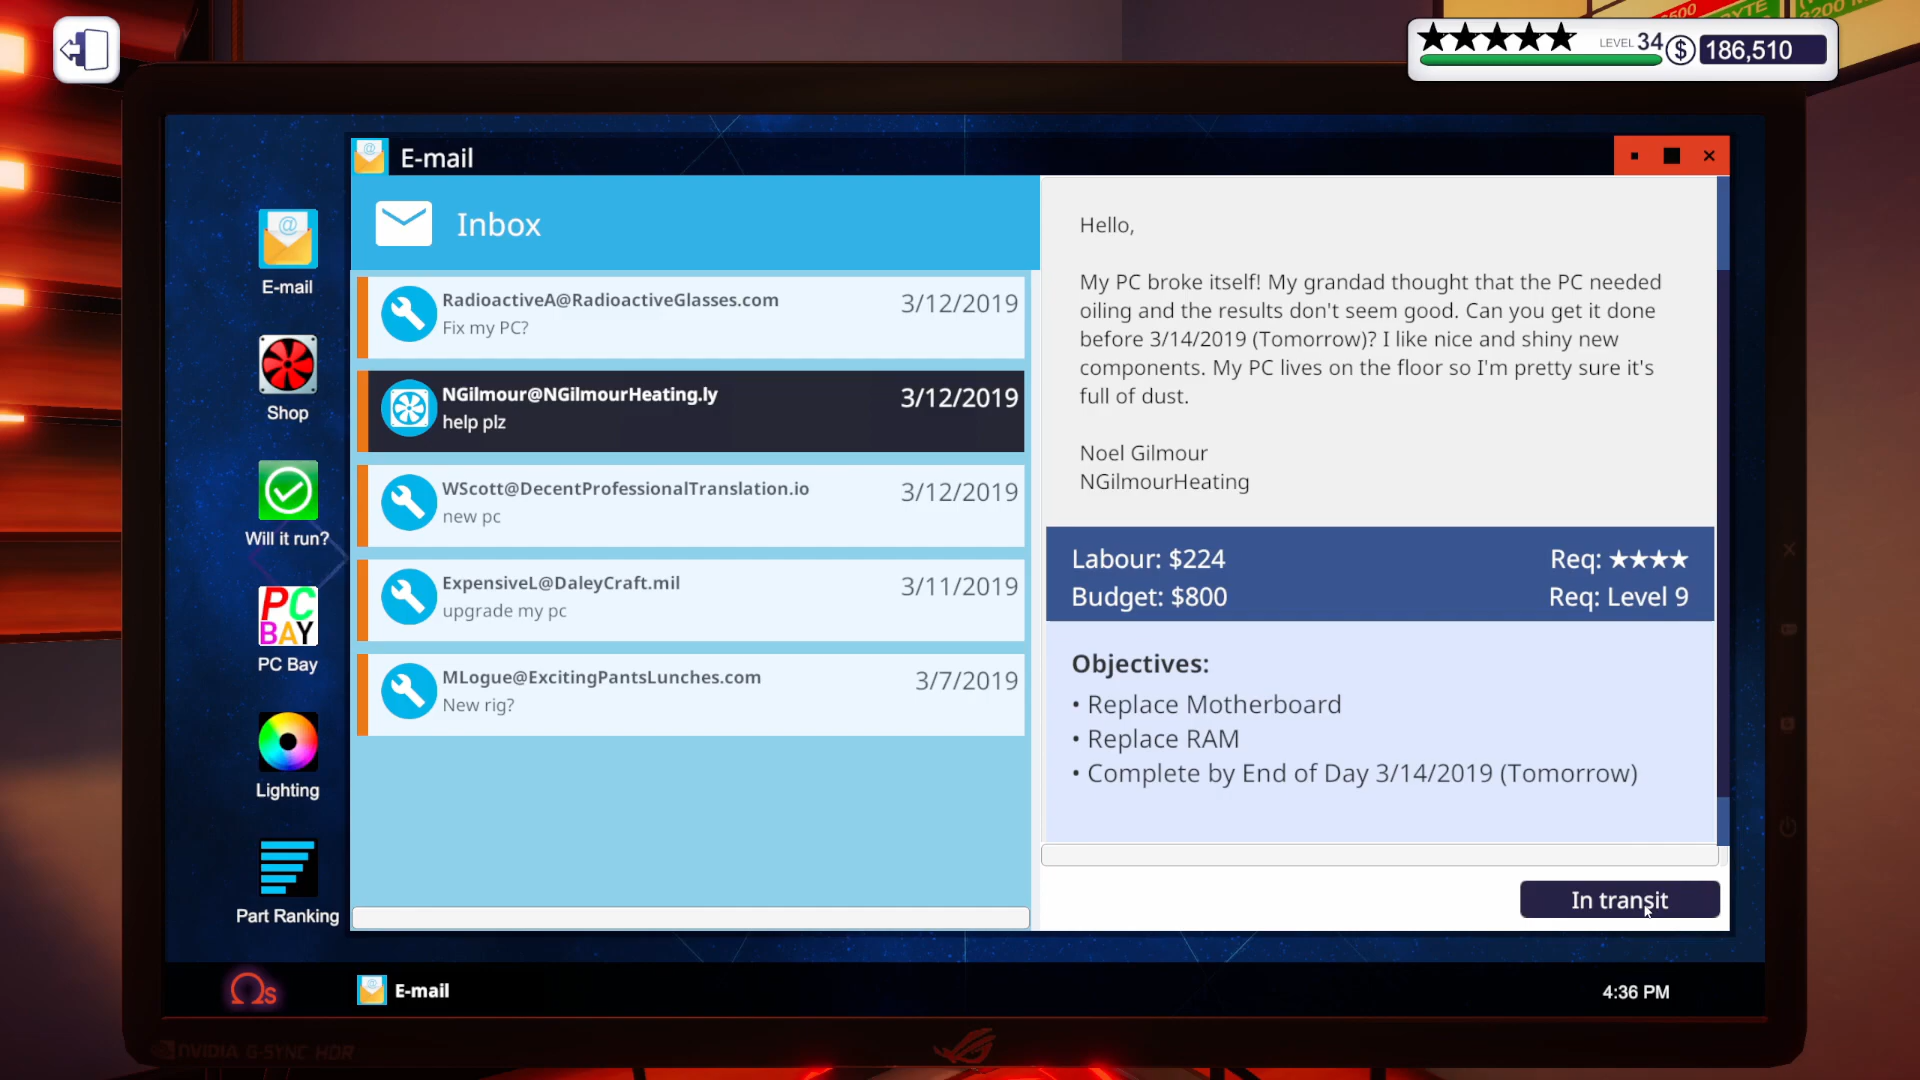 LEVEL 34
$ 186,510
$500
BYTE
3200 M
E-mail
Inbox
RadioactiveA@RadioactiveGlasses.com
3/12/2019
Fix my PC?
NGilmour@NGilmourHeating.ly
3/12/2019
help plz
WScott@DecentProfessionalTranslation.io
3/12/2019
new pc
ExpensiveL@DaleyCraft.mil
3/11/2019
upgrade my pc
MLogue@ExcitingPantsLunches.com
3/7/2019
New rig?
Hello,
My PC broke itself! My grandad thought that the PC needed
oiling and the results don't seem good. Can you get it done
before 3/14/2019 (Tomorrow)? I like nice and shiny new
components. My PC lives on the floor so I'm pretty sure it's
full of dust.
Noel Gilmour
NGilmourHeating
Labour: $224
Req: ★★★★
Budget: $800
Req: Level 9
Objectives:
• Replace Motherboard
• Replace RAM
• Complete by End of Day 3/14/2019 (Tomorrow)
In transit
E-mail
Shop
Will it run?
PC
BAY
PC Bay
Lighting
Part Ranking
Ωs
E-mail
4:36 PM
NVIDIA G-SYNC HDR